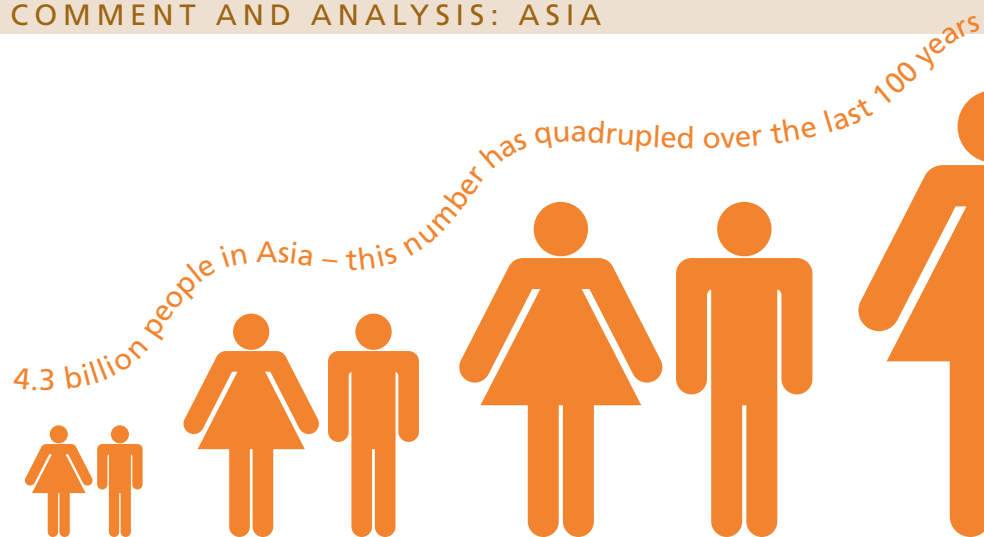 COMMENT AND ANALYSIS: ASIA
4.3 billion people in Asia – this number has quadrupled over the last 100 years